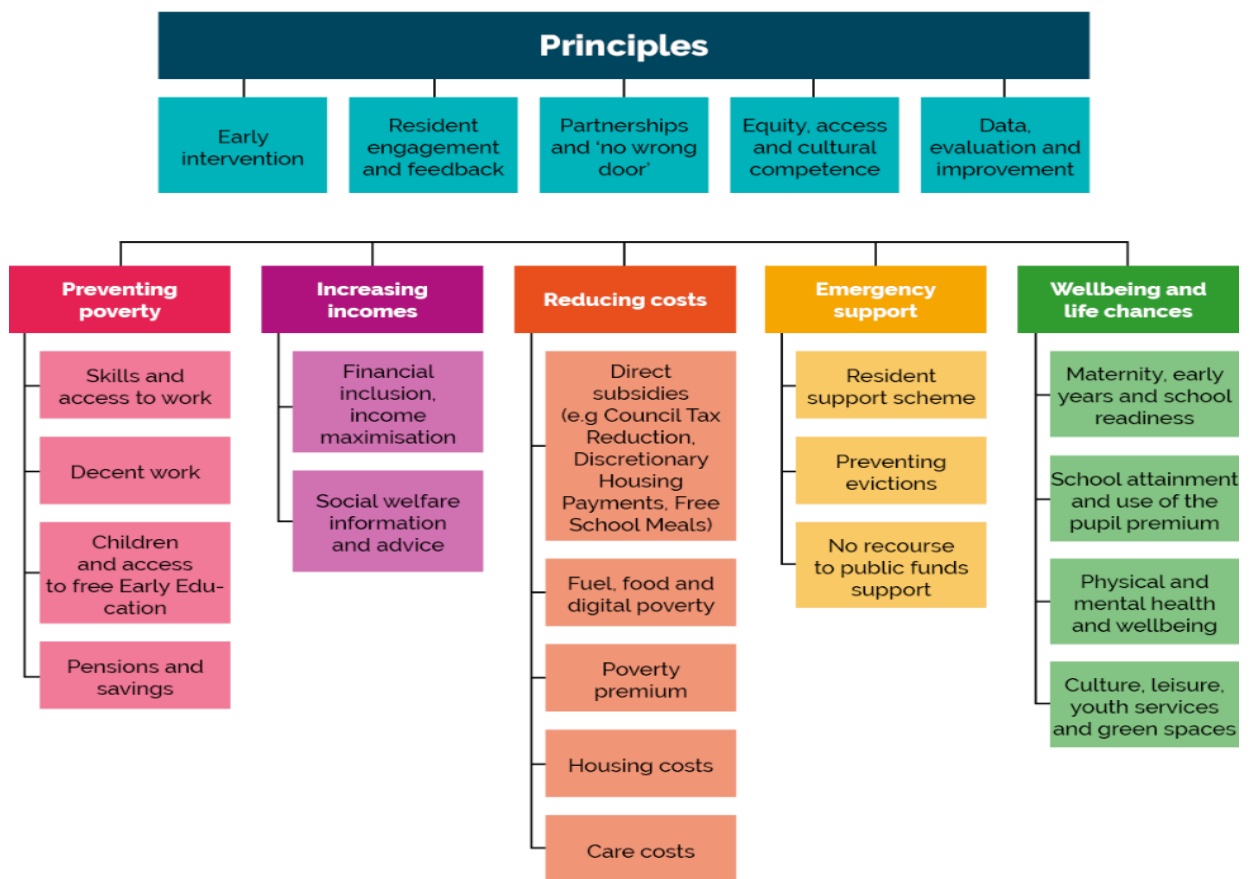 Principles
Early
intervention
Resident
engagement
and feedback
Partnerships
and ‘no wrong
door’
Equity, access
and cultural
competence
Data,
evaluation and
improvement
Preventing
poverty
Skills and
access to work
Decent work
Children
and access
to free Early Edu-
cation
Pensions and
savings
Increasing
incomes
Financial
inclusion,
income
maximisation
Social welfare
information
and advice
Reducing costs
Direct
subsidies
(e.g Council Tax
Reduction,
Discretionary
Housing
Payments, Free
School Meals)
Fuel, food and
digital poverty
Poverty
premium
Housing costs
Care costs
Emergency
support
Resident
support scheme
Preventing
evictions
No recourse
to public funds
support
Wellbeing and
life chances
Maternity, early
years and school
readiness
School attainment
and use of the
pupil premium
Physical and
mental health
and wellbeing
Culture, leisure,
youth services
and green spaces